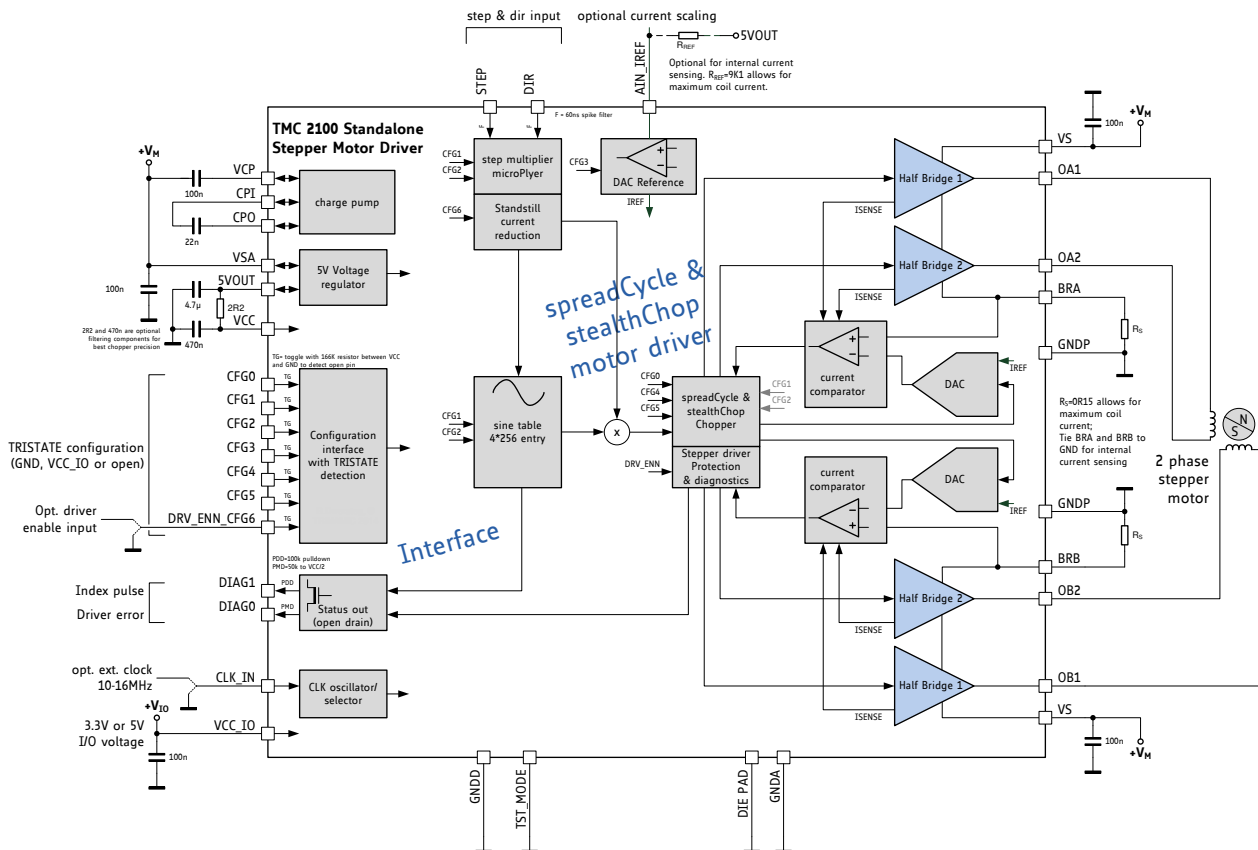 step & dir input
optional current scaling
5VOUT
RREF
Optional for internal current
sensing. RREF=9K1 allows for
maximum coil current.
STEP
DIR
AIN_IREF
F = 60ns spike filter
F
F
TMC 2100 Standalone
Stepper Motor Driver
+VM
VCP
100n
CPI
CPO
22n
charge pump
VSA
100n
5VOUT
4.7µ
2R2
VCC
470n
2R2 and 470n are optional
filtering components for
best chopper precision
5V Voltage
regulator
CFG1
CFG2
step multiplier
microPlyer
CFG6
Standstill
current
reduction
CFG3
DAC Reference
IREF
spreadCycle &
stealthChop
motor driver
TG= toggle with 166K resistor between VCC
and GND to detect open pin
CFG0
TG
CFG1
TG
CFG2
TG
CFG3
TG
CFG4
TG
CFG5
TG
DRV_ENN_CFG6
TG
TRISTATE configuration
(GND, VCC_IO or open)
Opt. driver
enable input
Configuration
interface
with TRISTATE
detection
CFG1
CFG2
sine table
4*256 entry
x
CFG0
CFG4
CFG5
CFG1
CFG2
spreadCycle &
stealthChop
Chopper
DRV_ENN
Stepper driver
Protection
& diagnostics
Interface
PDD=100k pulldown
PMD=50k to VCC/2
Index pulse
DIAG1
PDD
Driver error
DIAG0
PMD
Status out
(open drain)
opt. ext. clock
10-16MHz
CLK_IN
CLK oscillator/
selector
+VIO
3.3V or 5V
I/O voltage
VCC_IO
100n
GNDD
TST_MODE
DIE PAD
GNDA
Half Bridge 1
ISENSE
Half Bridge 2
ISENSE
current
comparator
DAC
IREF
current
comparator
DAC
IREF
Half Bridge 2
ISENSE
Half Bridge 1
ISENSE
100n
+VM
VS
OA1
OA2
BRA
RS
GNDP
RS=0R15 allows for
maximum coil
current;
Tie BRA and BRB to
GND for internal
current sensing
N
S
2 phase
stepper
motor
GNDP
RS
BRB
OB2
OB1
VS
100n
+VM